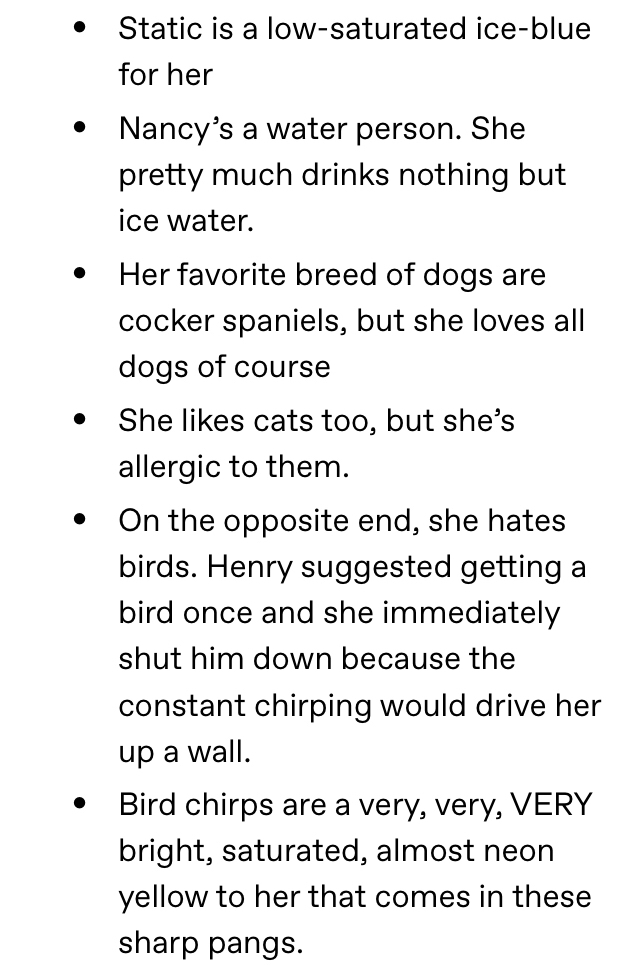 • Static is a low-saturated ice-blue
for her
• Nancy’s a water person. She
pretty much drinks nothing but
ice water.
• Her favorite breed of dogs are
cocker spaniels, but she loves all
dogs of course
• She likes cats too, but she’s
allergic to them.
• On the opposite end, she hates
birds. Henry suggested getting a
bird once and she immediately
shut him down because the
constant chirping would drive her
up a wall.
• Bird chirps are a very, very, VERY
bright, saturated, almost neon
yellow to her that comes in these
sharp pangs.